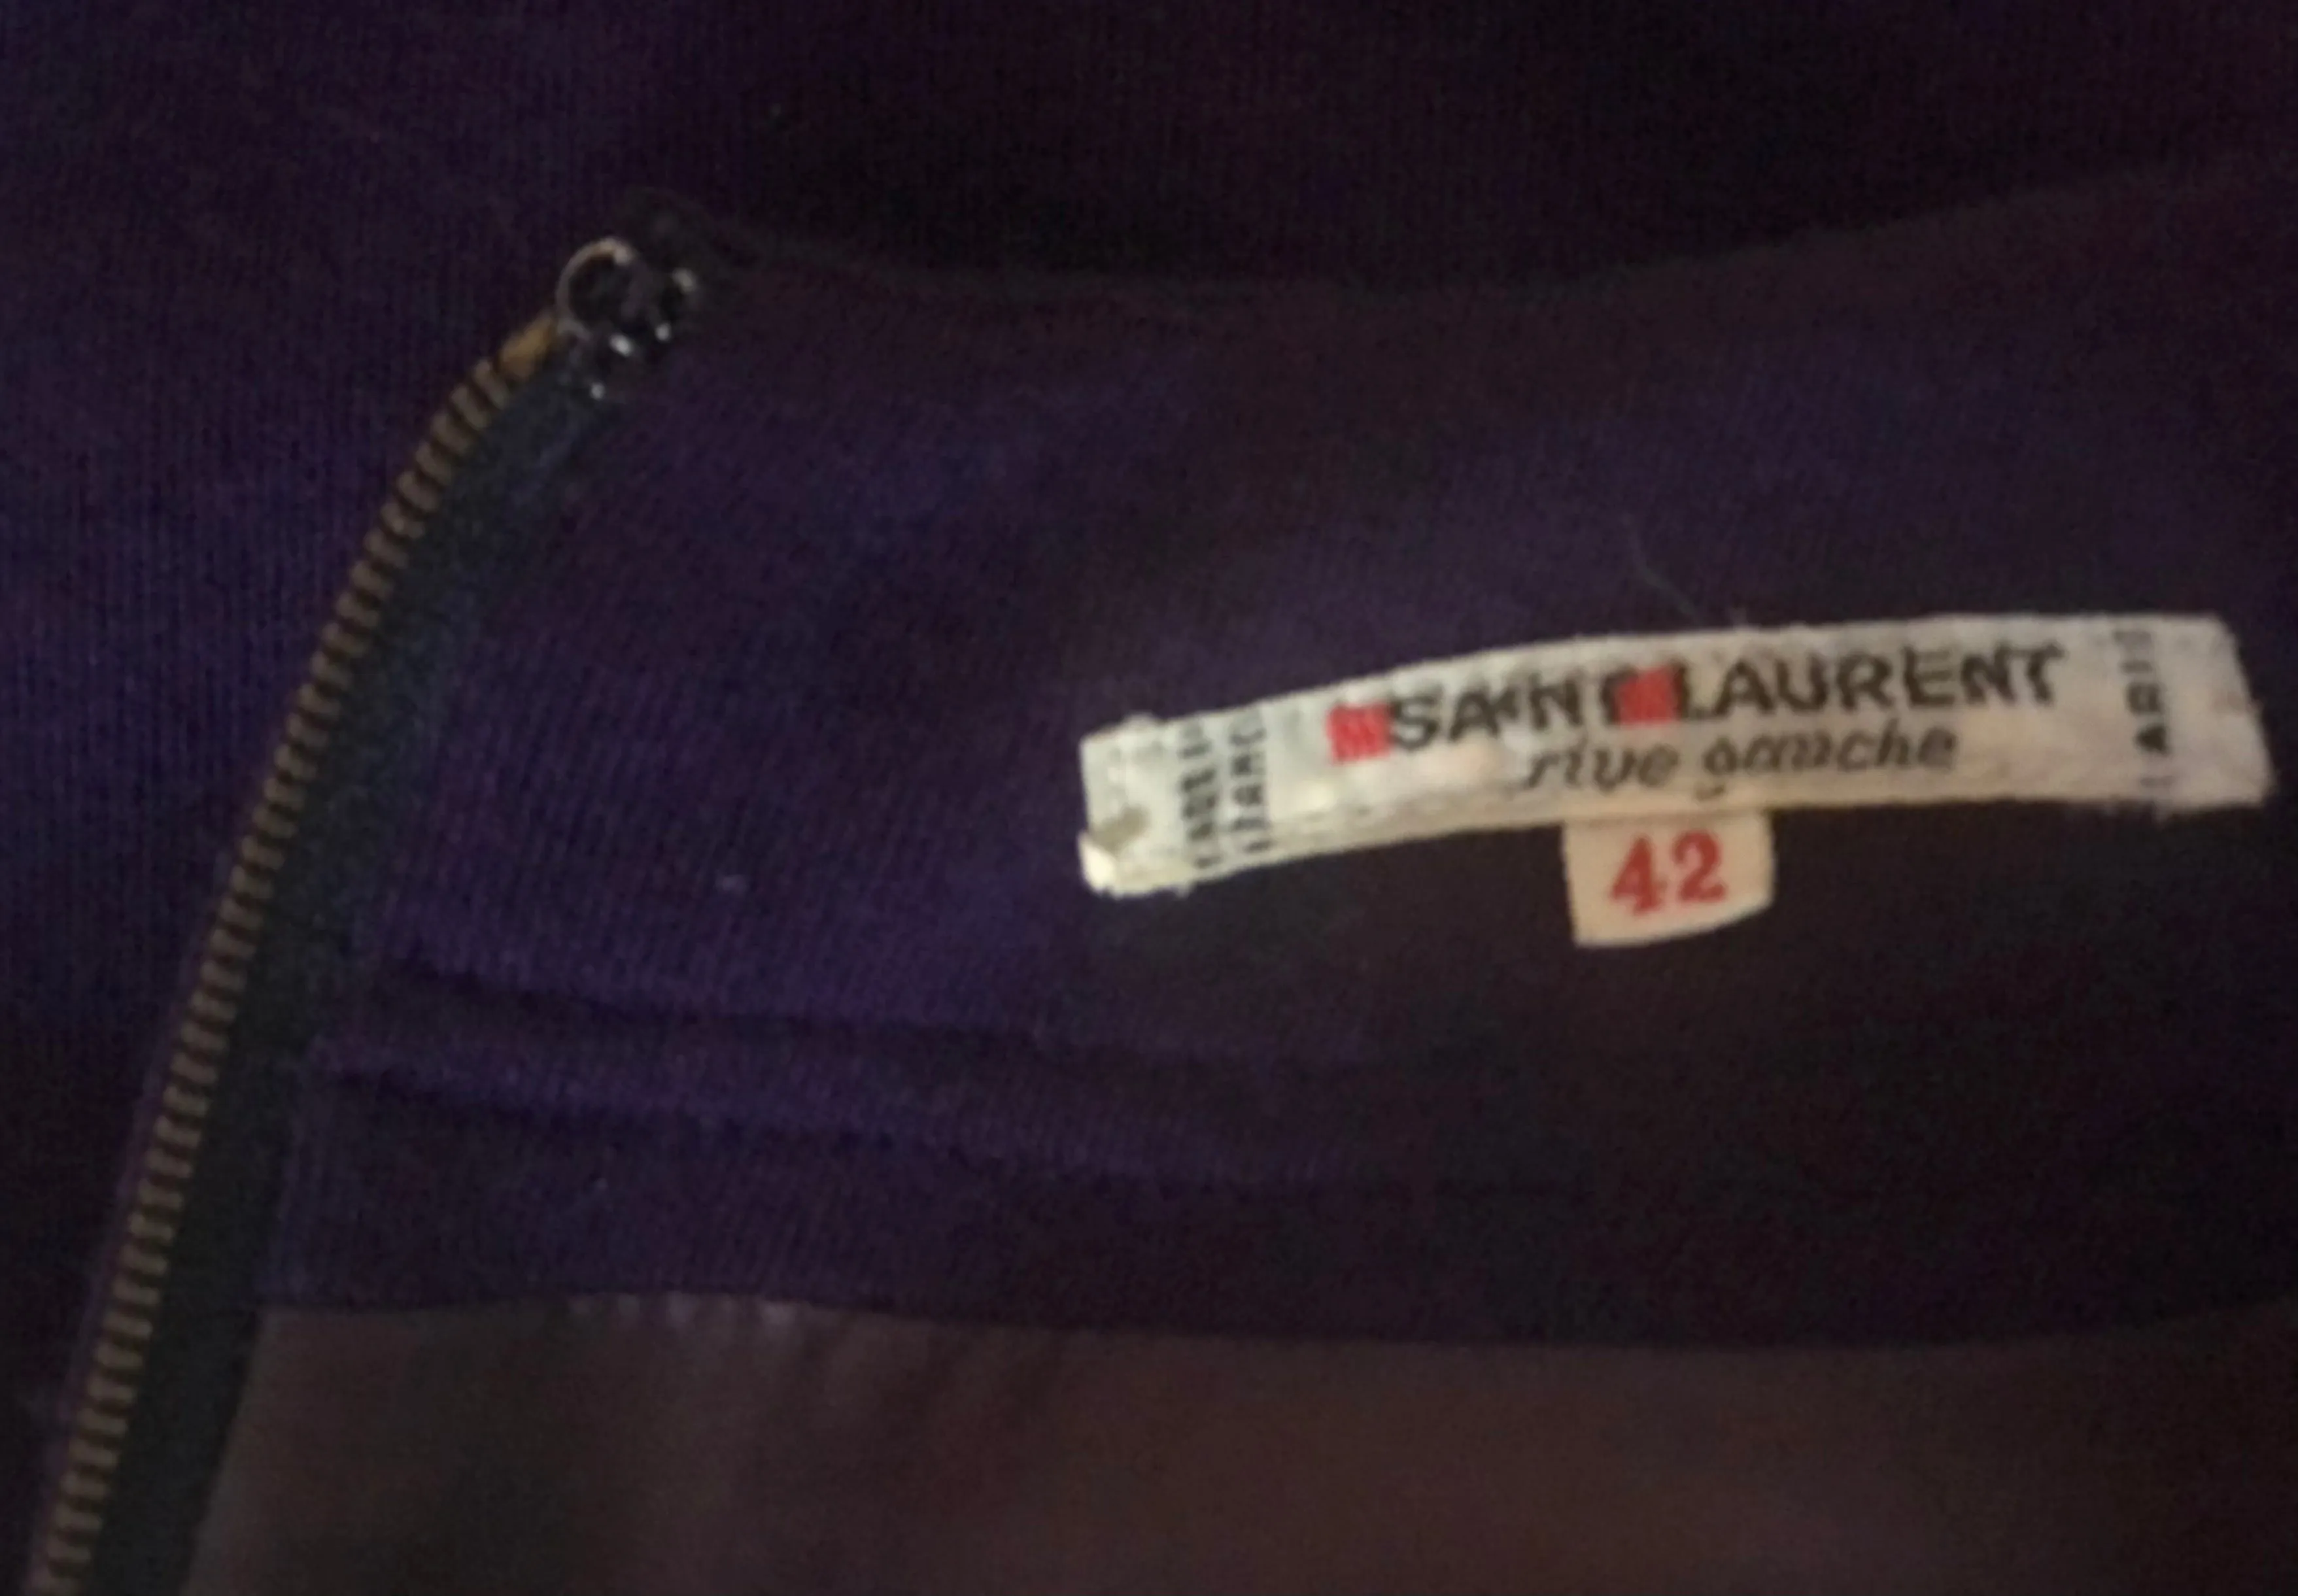 SAINT LAURENT
rive gauche
42